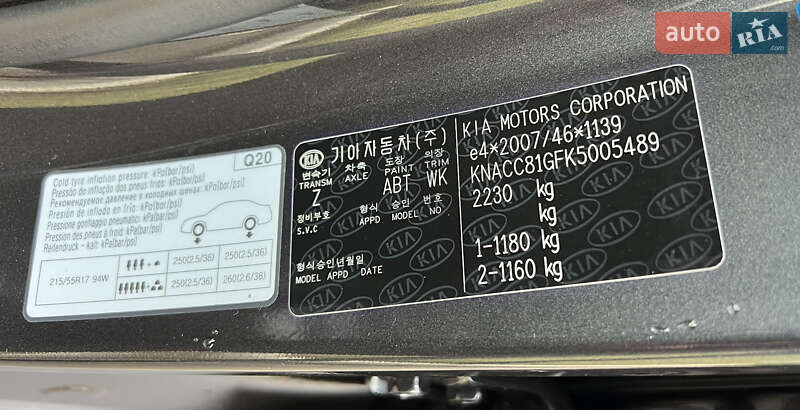 auto RIA .com
Q20
Cold tyre inflation pressure: kPa(bar/psi)
Pressão de inflação dos pneus frios: kPa(bar/psi)
Рекомендуемое давление в холодных шинах: kPa(bar/psi)
Presión de inflado en frío: kPa(bar/psi)
Pressione gonfiaggio pneumatici: kPa(bar/psi)
Pression des pneus à froid: kPa(bar/psi)
Reifendruck - kalt: kPa(bar/psi)
215/55R17 94W
250(2.5/36) 250(2.5/36)
250(2.5/36) 260(2.6/38)
KIA 기아자동차(주)
변속기 차축 도장 의장
TRANSM AXLE PAINT TRIM
Z ABT WK
정비부호 형식 승인 번호
S.V.C APPD MODEL NO
형식승인년월일
MODEL APPD DATE
KIA MOTORS CORPORATION
e4*2007/46*1139
KNACC81GFK5005489
2230 kg
kg
1-1180 kg
2-1160 kg